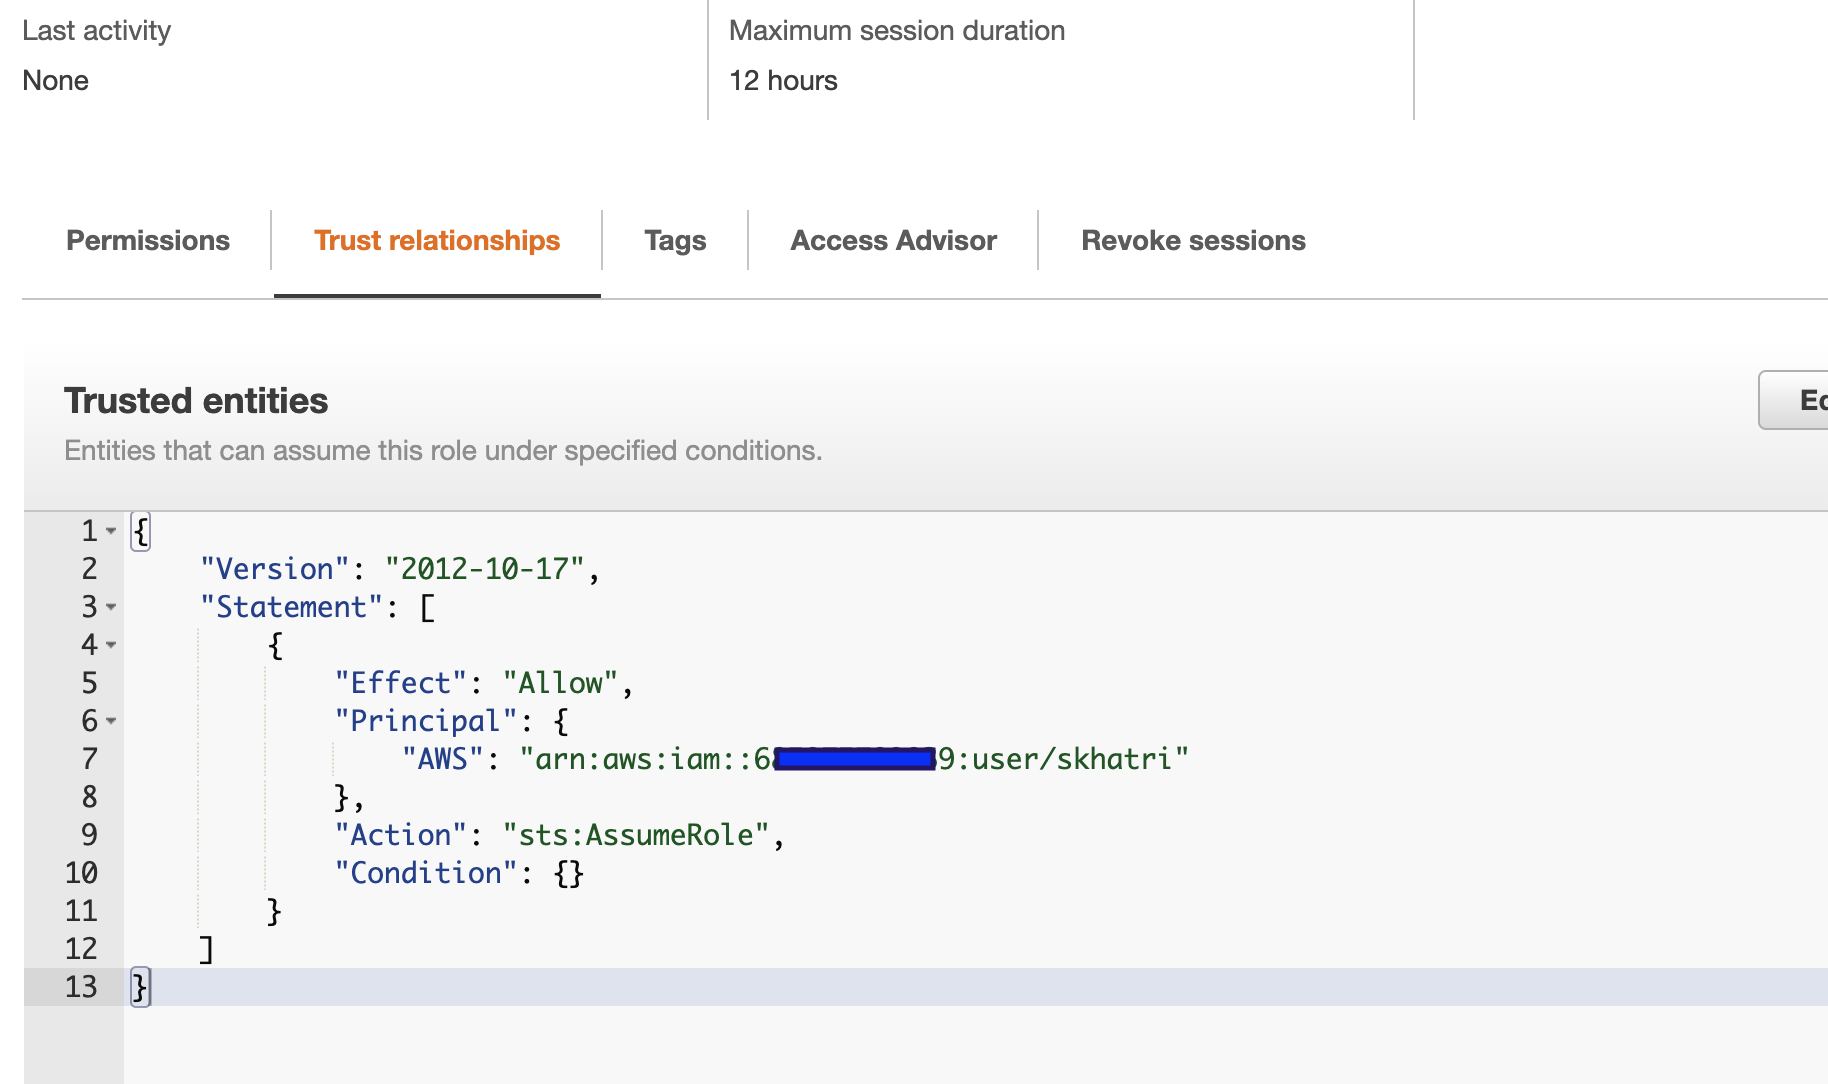 Last activity
None
Maximum session duration
12 hours
Permissions
Trust relationships
Tags
Access Advisor
Revoke sessions
Trusted entities
Entities that can assume this role under specified conditions.
1 {
2 "Version": "2012-10-17",
3 "Statement": [
4 {
5 "Effect": "Allow",
6 "Principal": {
7 "AWS": "arn:aws:iam::6 9:user/skhatri"
8 },
9 "Action": "sts:AssumeRole",
10 "Condition": {}
11 }
12 ]
13 }